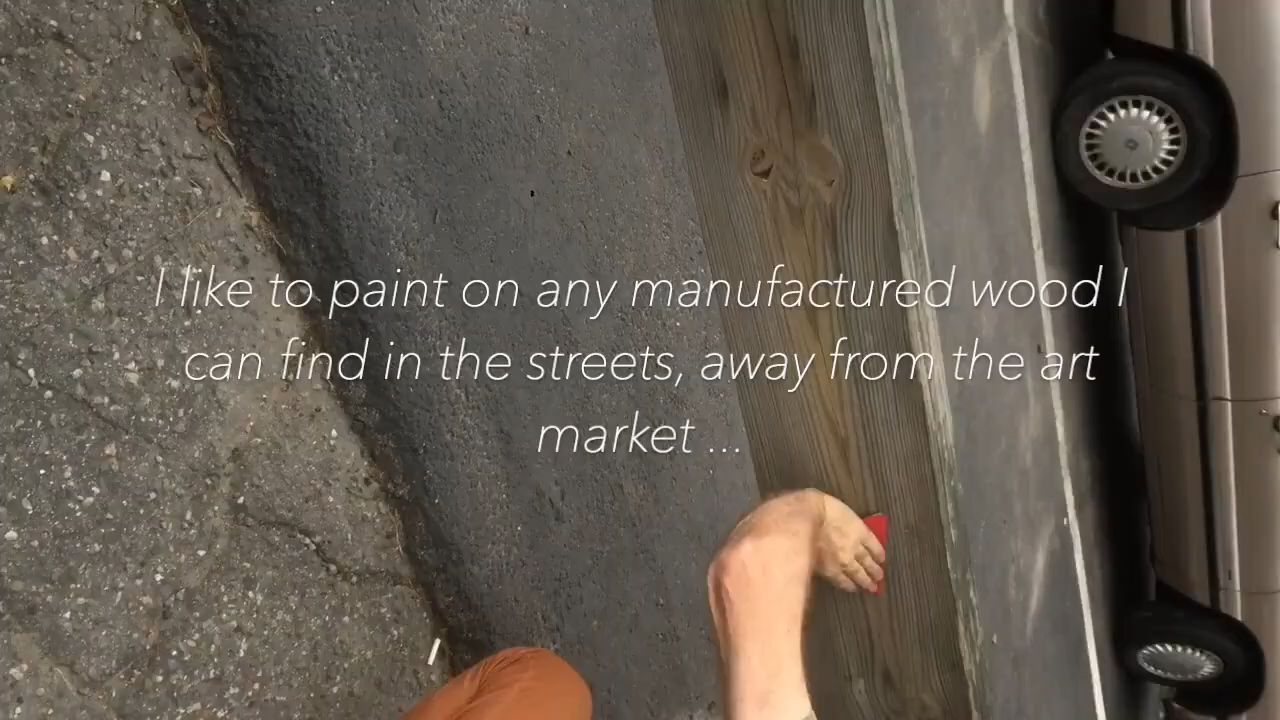 I like to paint on any manufactured wood I
can find in the streets, away from the art
market ...